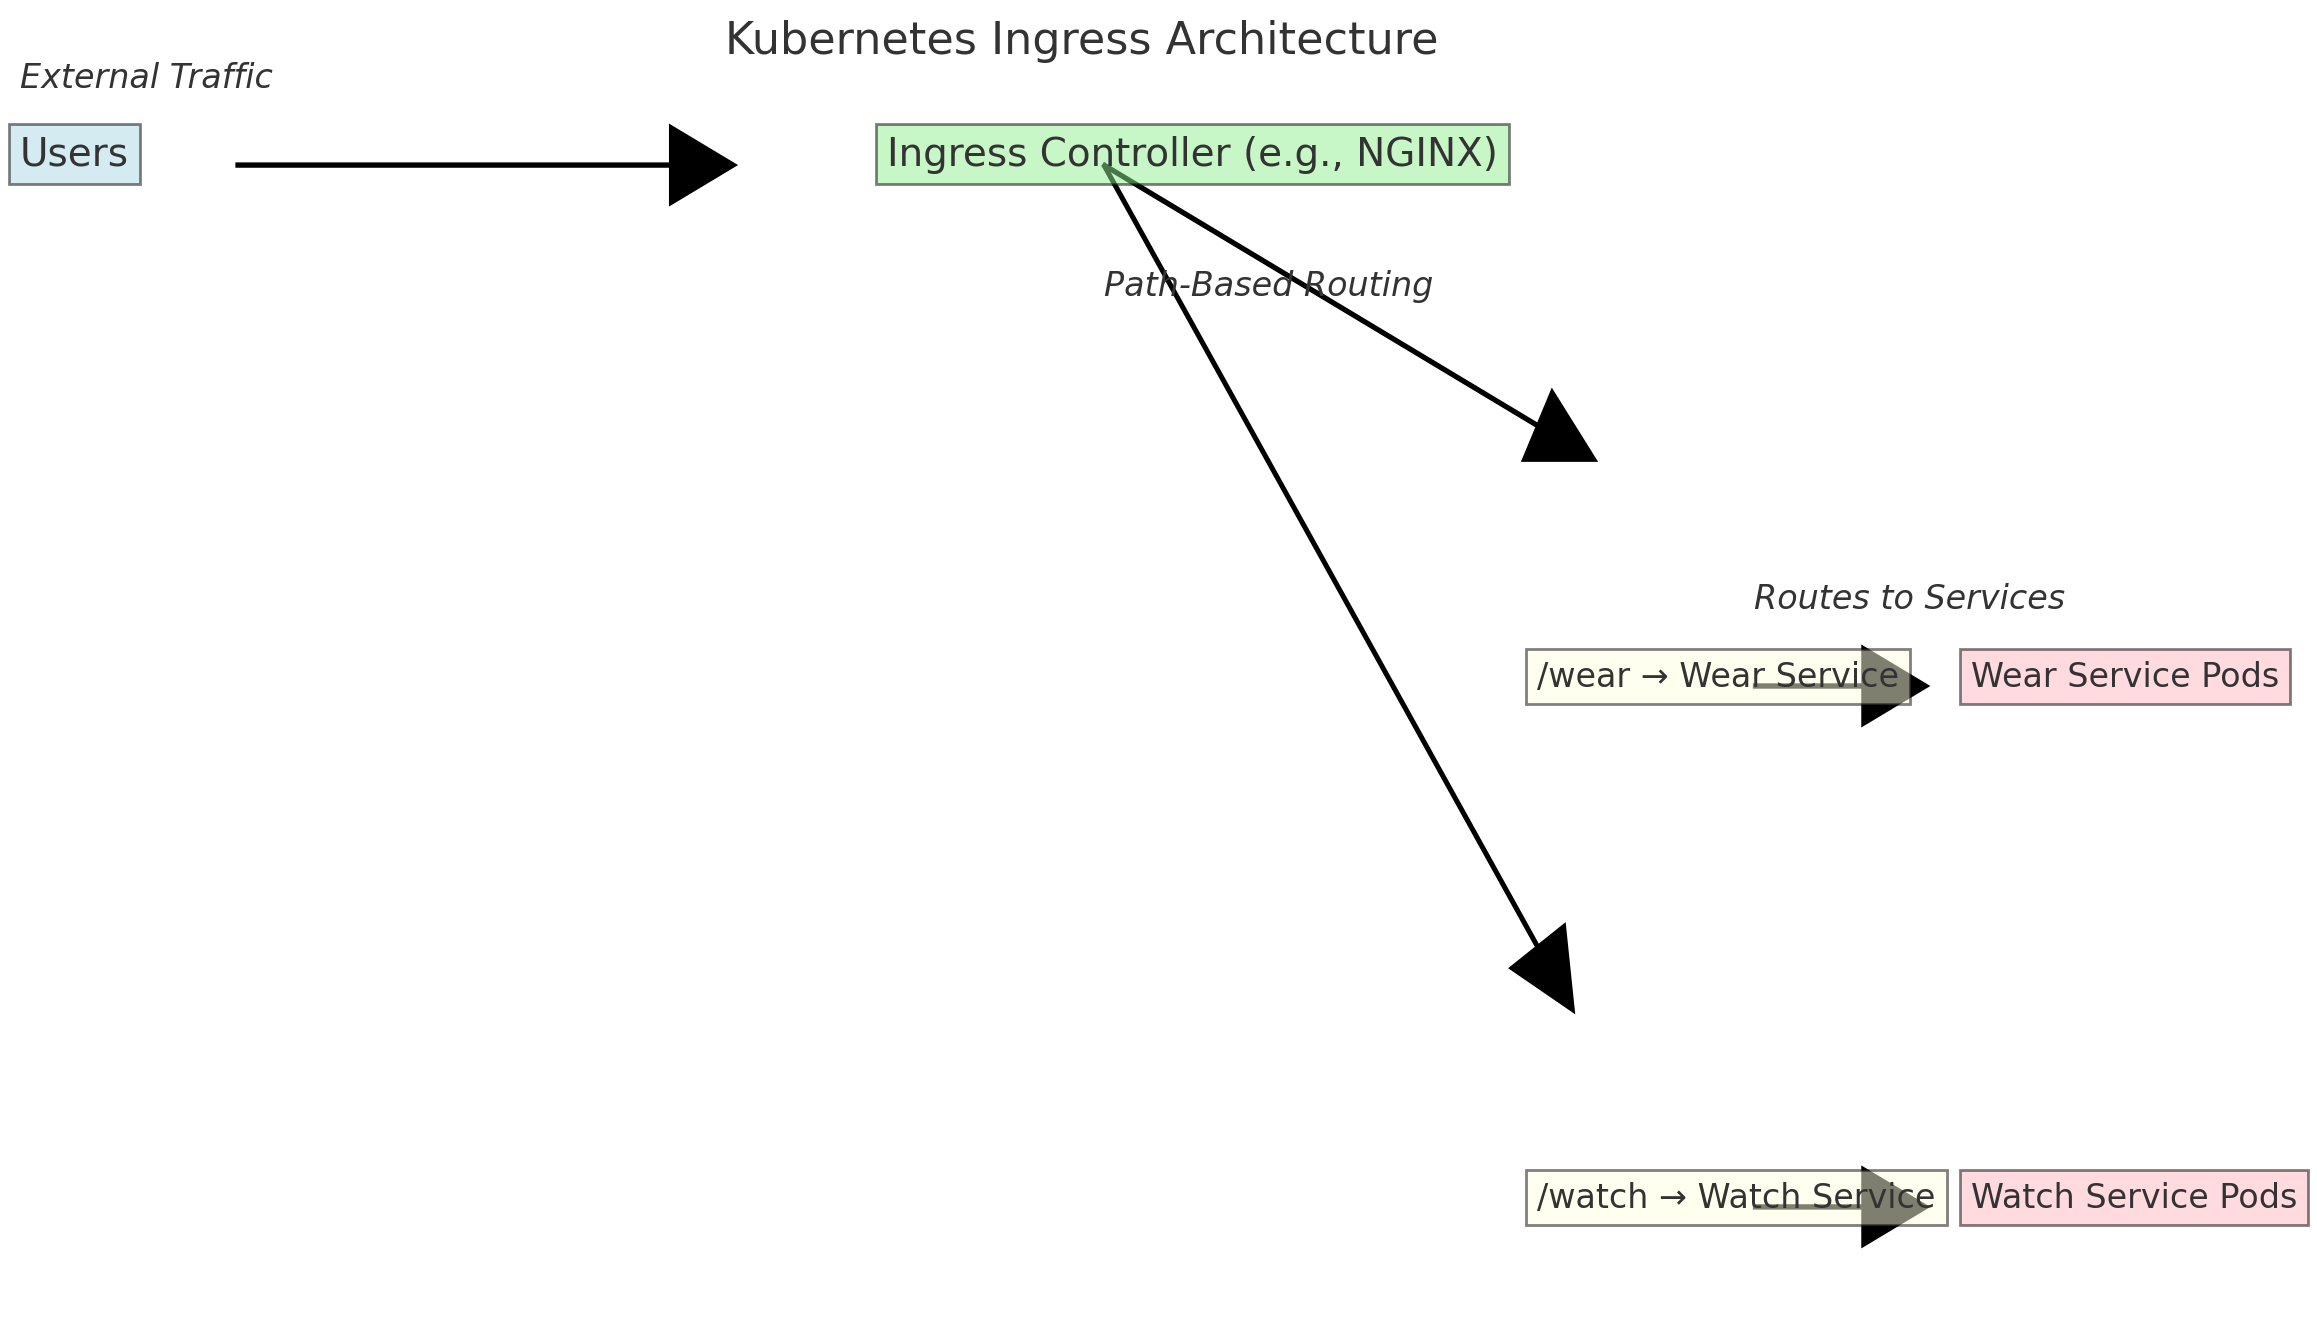 Kubernetes Ingress Architecture
External Traffic
Users
Ingress Controller (e.g., NGINX)
Path-Based Routing
Routes to Services
/wear → Wear Service
Wear Service Pods
/watch → Watch Service
Watch Service Pods